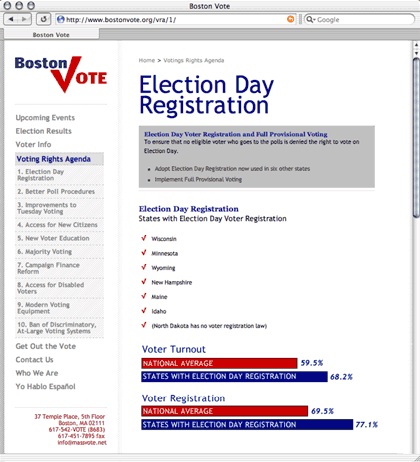 Boston Vote
http://www.bostonvote.org/vra/1/
Google
Boston Vote
BOSTON
VOTE
Upcoming Events
Election Results
Voter Info
Voting Rights Agenda
1. Election Day
Registration
2. Better Poll Procedures
3. Improvements to
Tuesday Voting
4. Access for New Citizens
5. New Voter Education
6. Majority Voting
7. Campaign Finance
Reform
8. Access for Disabled
Voters
9. Modern Voting
Equipment
10. Ban of Discriminatory,
At-Large Voting Systems
Get Out the Vote
Contact Us
Who We Are
Yo Hablo Español
37 Temple Place, 5th Floor
Boston, MA 02111
617-542-VOTE (8683)
617-451-7895 fax
info@massvote.net
Home > Votings Rights Agenda
Election Day
Registration
Election Day Voter Registration and Full Provisional Voting
To ensure that no eligible voter who goes to the polls is denied the right to vote on
Election Day.
• Adopt Election Day Registration now used in six other states
• Implement Full Provisional Voting
Election Day Registration
States with Election Day Voter Registration
√ Wisconsin
√ Minnesota
√ Wyoming
√ New Hampshire
√ Maine
√ Idaho
√ (North Dakota has no voter registration law)
Voter Turnout
NATIONAL AVERAGE 59.5%
STATES WITH ELECTION DAY REGISTRATION 68.2%
Voter Registration
NATIONAL AVERAGE 69.5%
STATES WITH ELECTION DAY REGISTRATION 77.1%